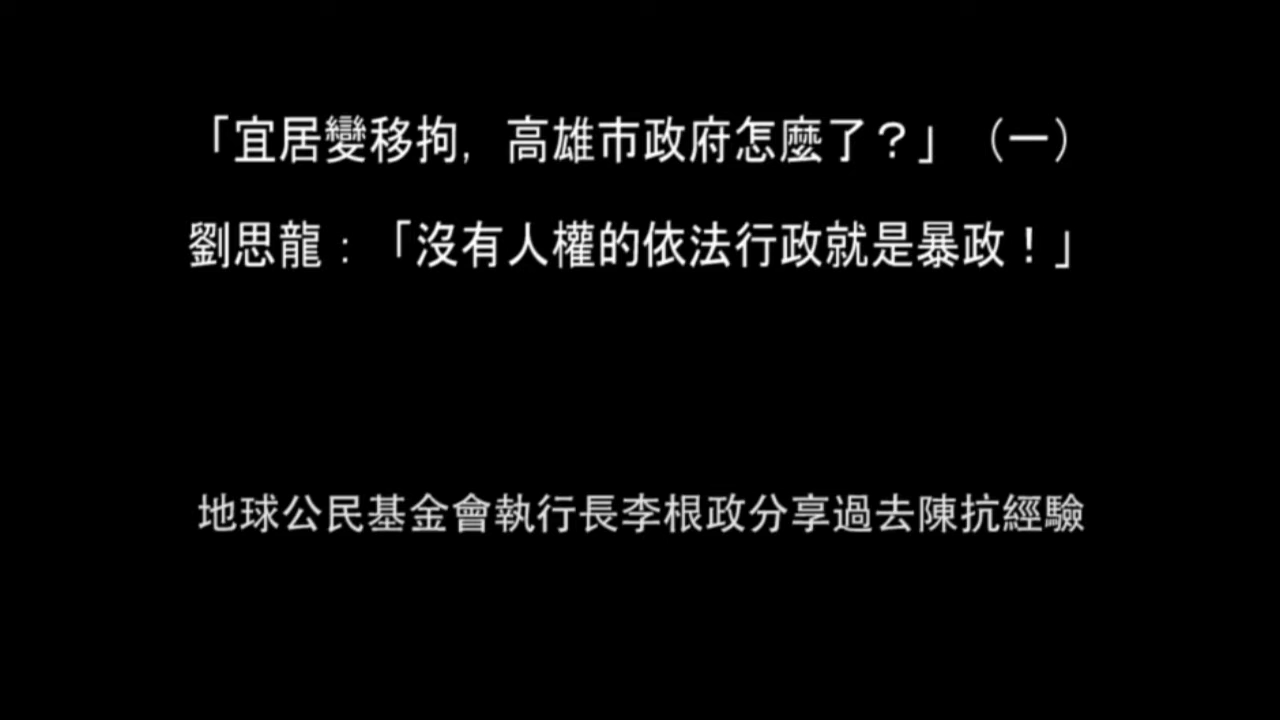 「宜居變移拘，高雄市政府怎麼了？」（一）
劉思龍：「沒有人權的依法行政就是暴政！」
地球公民基金會執行長李根政分享過去陳抗經驗